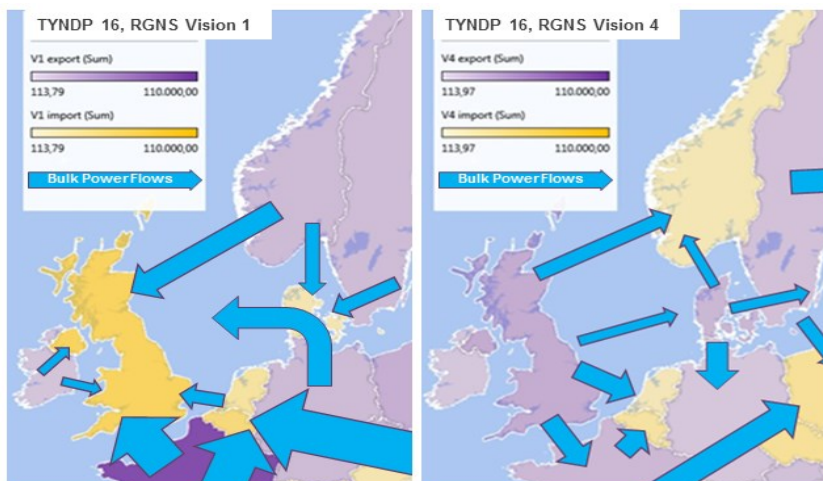 TYNDP 16, RGNS Vision 1
V1 export (Sum)
113,79 110.000,00
V1 import (Sum)
113,79 110.000,00
Bulk PowerFlows
TYNDP 16, RGNS Vision 4
V4 export (Sum)
113,97 110.000,00
V4 import (Sum)
113,97 110.000,00
Bulk PowerFlows